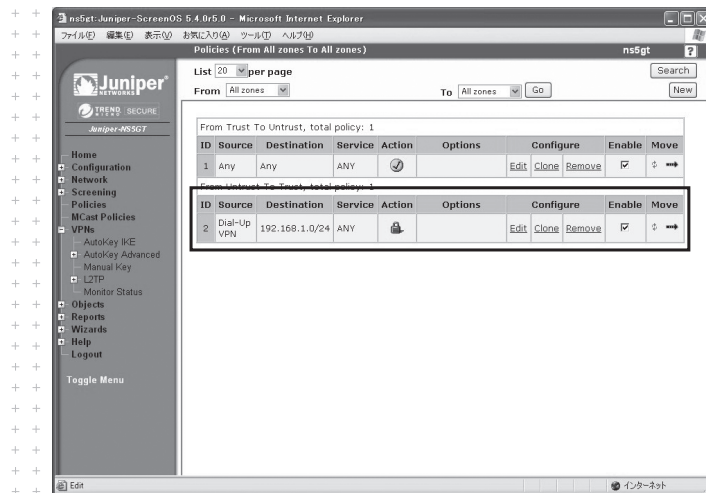 ns5gt:Juniper-ScreenOS 5.4.0r5.0 - Microsoft Internet Explorer
ファイル(F) 編集(E) 表示(V) お気に入り(A) ツール(T) ヘルプ(H)
Policies (From All zones To All zones)
ns5gt
?
Juniper
NETWORKS
TREND MICRO SECURE
Juniper-NS5GT
Home
Configuration
Network
Screening
Policies
MCast Policies
VPNs
AutoKey IKE
AutoKey Advanced
Manual Key
L2TP
Monitor Status
Objects
Reports
Wizards
Help
Logout
Toggle Menu
List 20 per page
Search
From All zones To All zones Go
New
From Trust To Untrust, total policy: 1
ID Source Destination Service Action Options Configure Enable Move
1 Any Any ANY Edit Clone Remove
From Untrust To Trust, total policy: 1
ID Source Destination Service Action Options Configure Enable Move
2 Dial-Up VPN 192.168.1.0/24 ANY Edit Clone Remove
Edit
インターネット